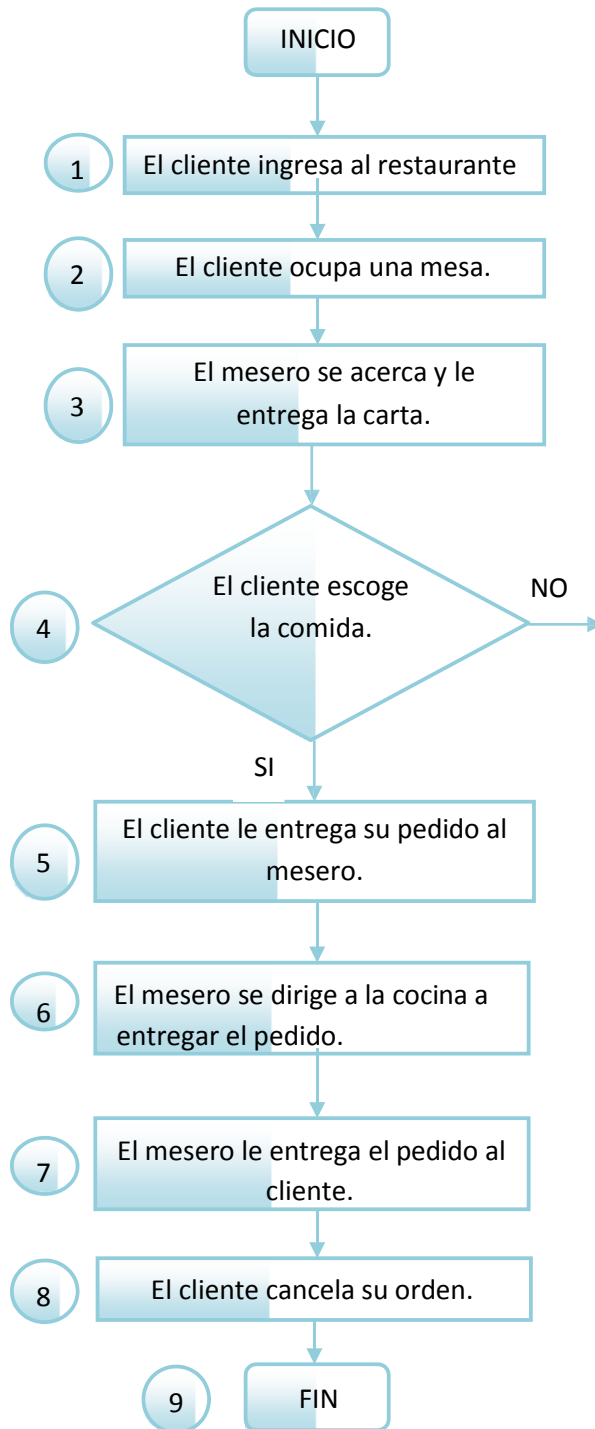 INICIO
1
El cliente ingresa al restaurante
2
El cliente ocupa una mesa.
3
El mesero se acerca y le
entrega la carta.
4
El cliente escoge
la comida.
NO
SI
5
El cliente le entrega su pedido al
mesero.
6
El mesero se dirige a la cocina a
entregar el pedido.
7
El mesero le entrega el pedido al
cliente.
8
El cliente cancela su orden.
9
FIN